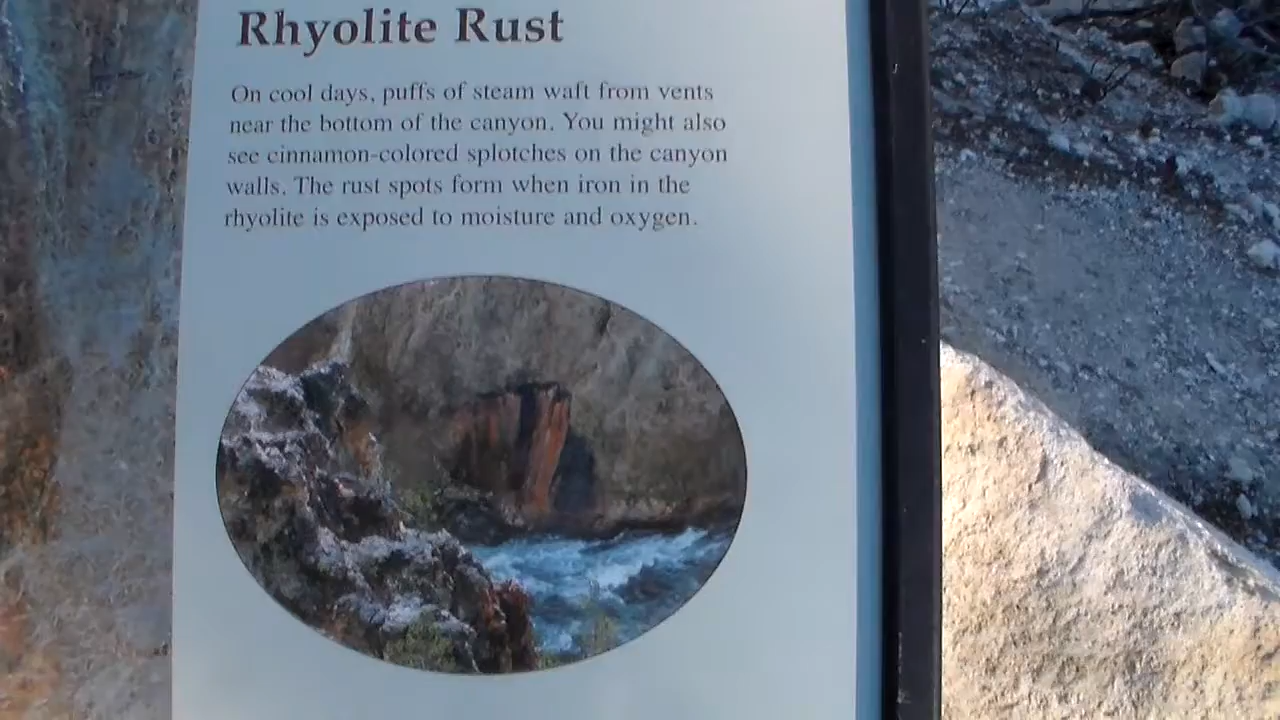 Rhyolite Rust
On cool days, puffs of steam waft from vents
near the bottom of the canyon. You might also
see cinnamon-colored splotches on the canyon
walls. The rust spots form when iron in the
rhyolite is exposed to moisture and oxygen.